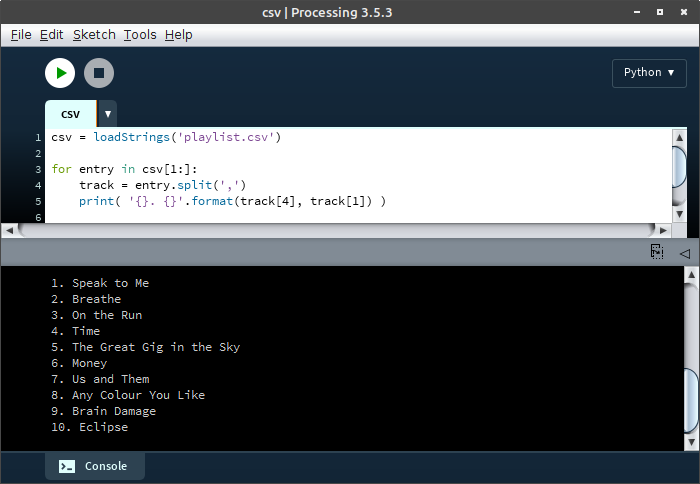 csv | Processing 3.5.3
File Edit Sketch Tools Help
Python ▼
csv ▼
1 csv = loadStrings('playlist.csv')
2
3 for entry in csv[1:]:
4     track = entry.split(',')
5     print( '{}. {}'.format(track[4], track[1]) )
6
1. Speak to Me
2. Breathe
3. On the Run
4. Time
5. The Great Gig in the Sky
6. Money
7. Us and Them
8. Any Colour You Like
9. Brain Damage
10. Eclipse
Console